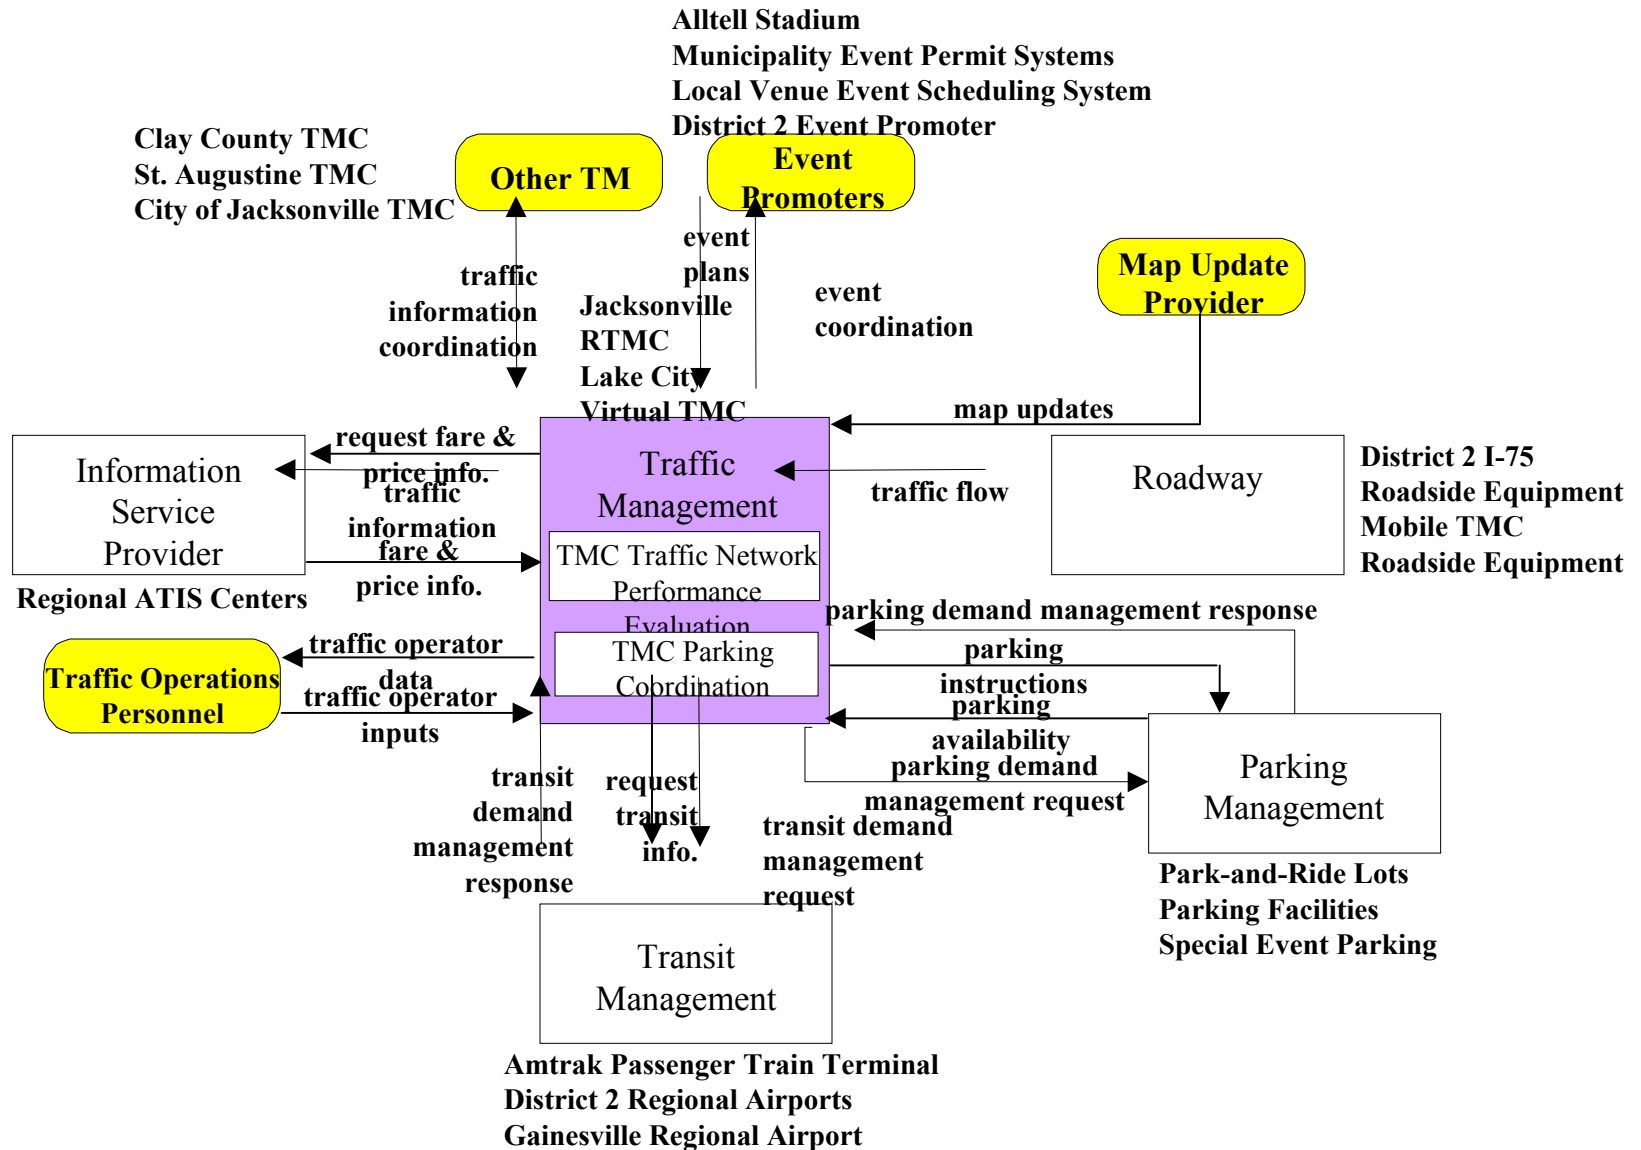 Alltell Stadium
Municipality Event Permit Systems
Local Venue Event Scheduling System
District 2 Event Promoter
Clay County TMC
St. Augustine TMC
City of Jacksonville TMC
Other TM
Event
Promoters
Map Update
Provider
traffic
information
coordination
event
plans
event
coordination
Jacksonville
RTMC
Lake City
Virtual TMC
map updates
request fare &
price info.
traffic
information
fare &
price info.
Information
Service
Provider
Regional ATIS Centers
Traffic
Management
TMC Traffic Network
Performance
Evaluation
TMC Parking
Coordination
traffic flow
Roadway
District 2 I-75
Roadside Equipment
Mobile TMC
Roadside Equipment
Traffic Operations
Personnel
traffic operator
data
traffic operator
inputs
parking demand management response
parking
instructions
parking
availability
parking demand
management request
Parking
Management
Park-and-Ride Lots
Parking Facilities
Special Event Parking
transit
demand
management
response
request
transit
info.
transit demand
management
request
Transit
Management
Amtrak Passenger Train Terminal
District 2 Regional Airports
Gainesville Regional Airport